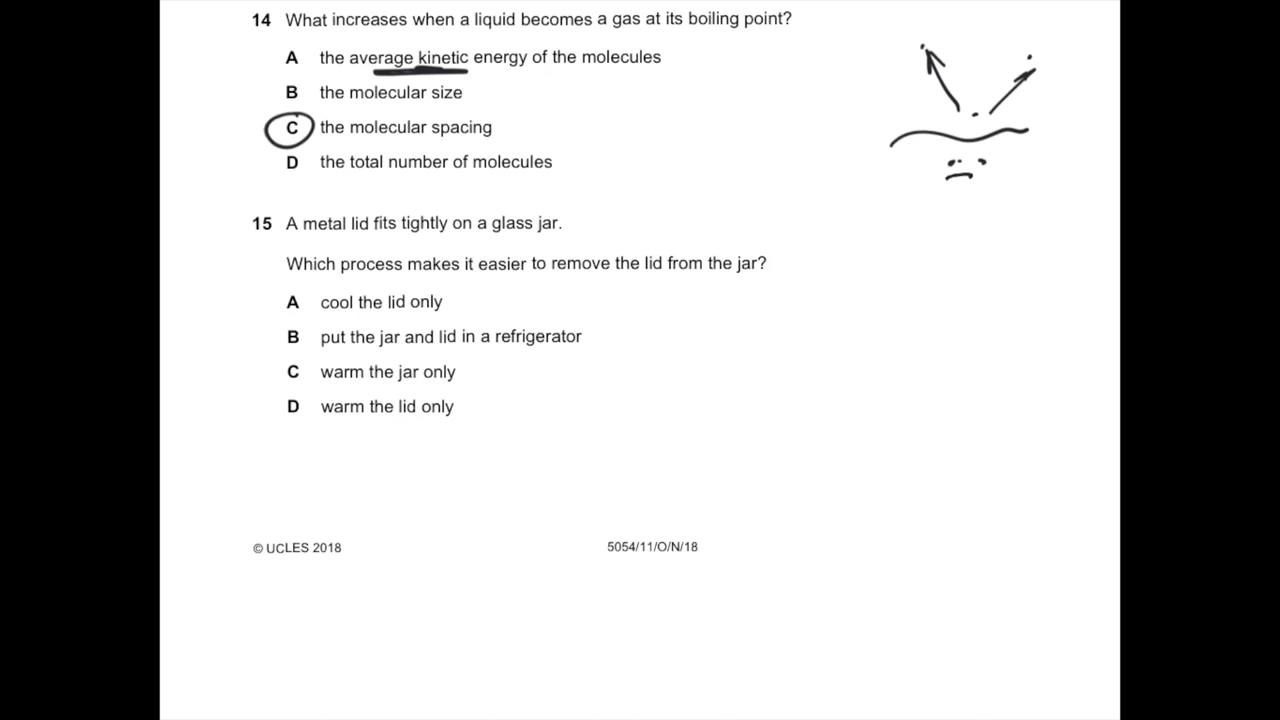 14 What increases when a liquid becomes a gas at its boiling point?
A the average kinetic energy of the molecules
B the molecular size
C the molecular spacing
D the total number of molecules
15 A metal lid fits tightly on a glass jar.
Which process makes it easier to remove the lid from the jar?
A cool the lid only
B put the jar and lid in a refrigerator
C warm the jar only
D warm the lid only
© UCLES 2018
5054/11/O/N/18